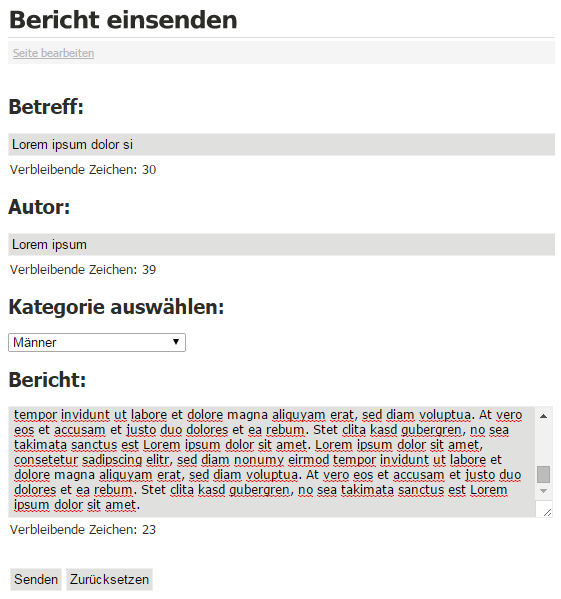 Bericht einsenden
Seite bearbeiten
Betreff:
Lorem ipsum dolor si
Verbleibende Zeichen: 30
Autor:
Lorem ipsum
Verbleibende Zeichen: 39
Kategorie auswählen:
Männer
Bericht:
tempor invidunt ut labore et dolore magna aliquyam erat, sed diam voluptua. At vero
eos et accusam et justo duo dolores et ea rebum. Stet clita kasd gubergren, no sea
takimata sanctus est Lorem ipsum dolor sit amet. Lorem ipsum dolor sit amet,
consetetur sadipscing elitr, sed diam nonumy eirmod tempor invidunt ut labore et
dolore magna aliquyam erat, sed diam voluptua. At vero eos et accusam et justo duo
dolores et ea rebum. Stet clita kasd gubergren, no sea takimata sanctus est Lorem
ipsum dolor sit amet.
Verbleibende Zeichen: 23
Senden Zurücksetzen